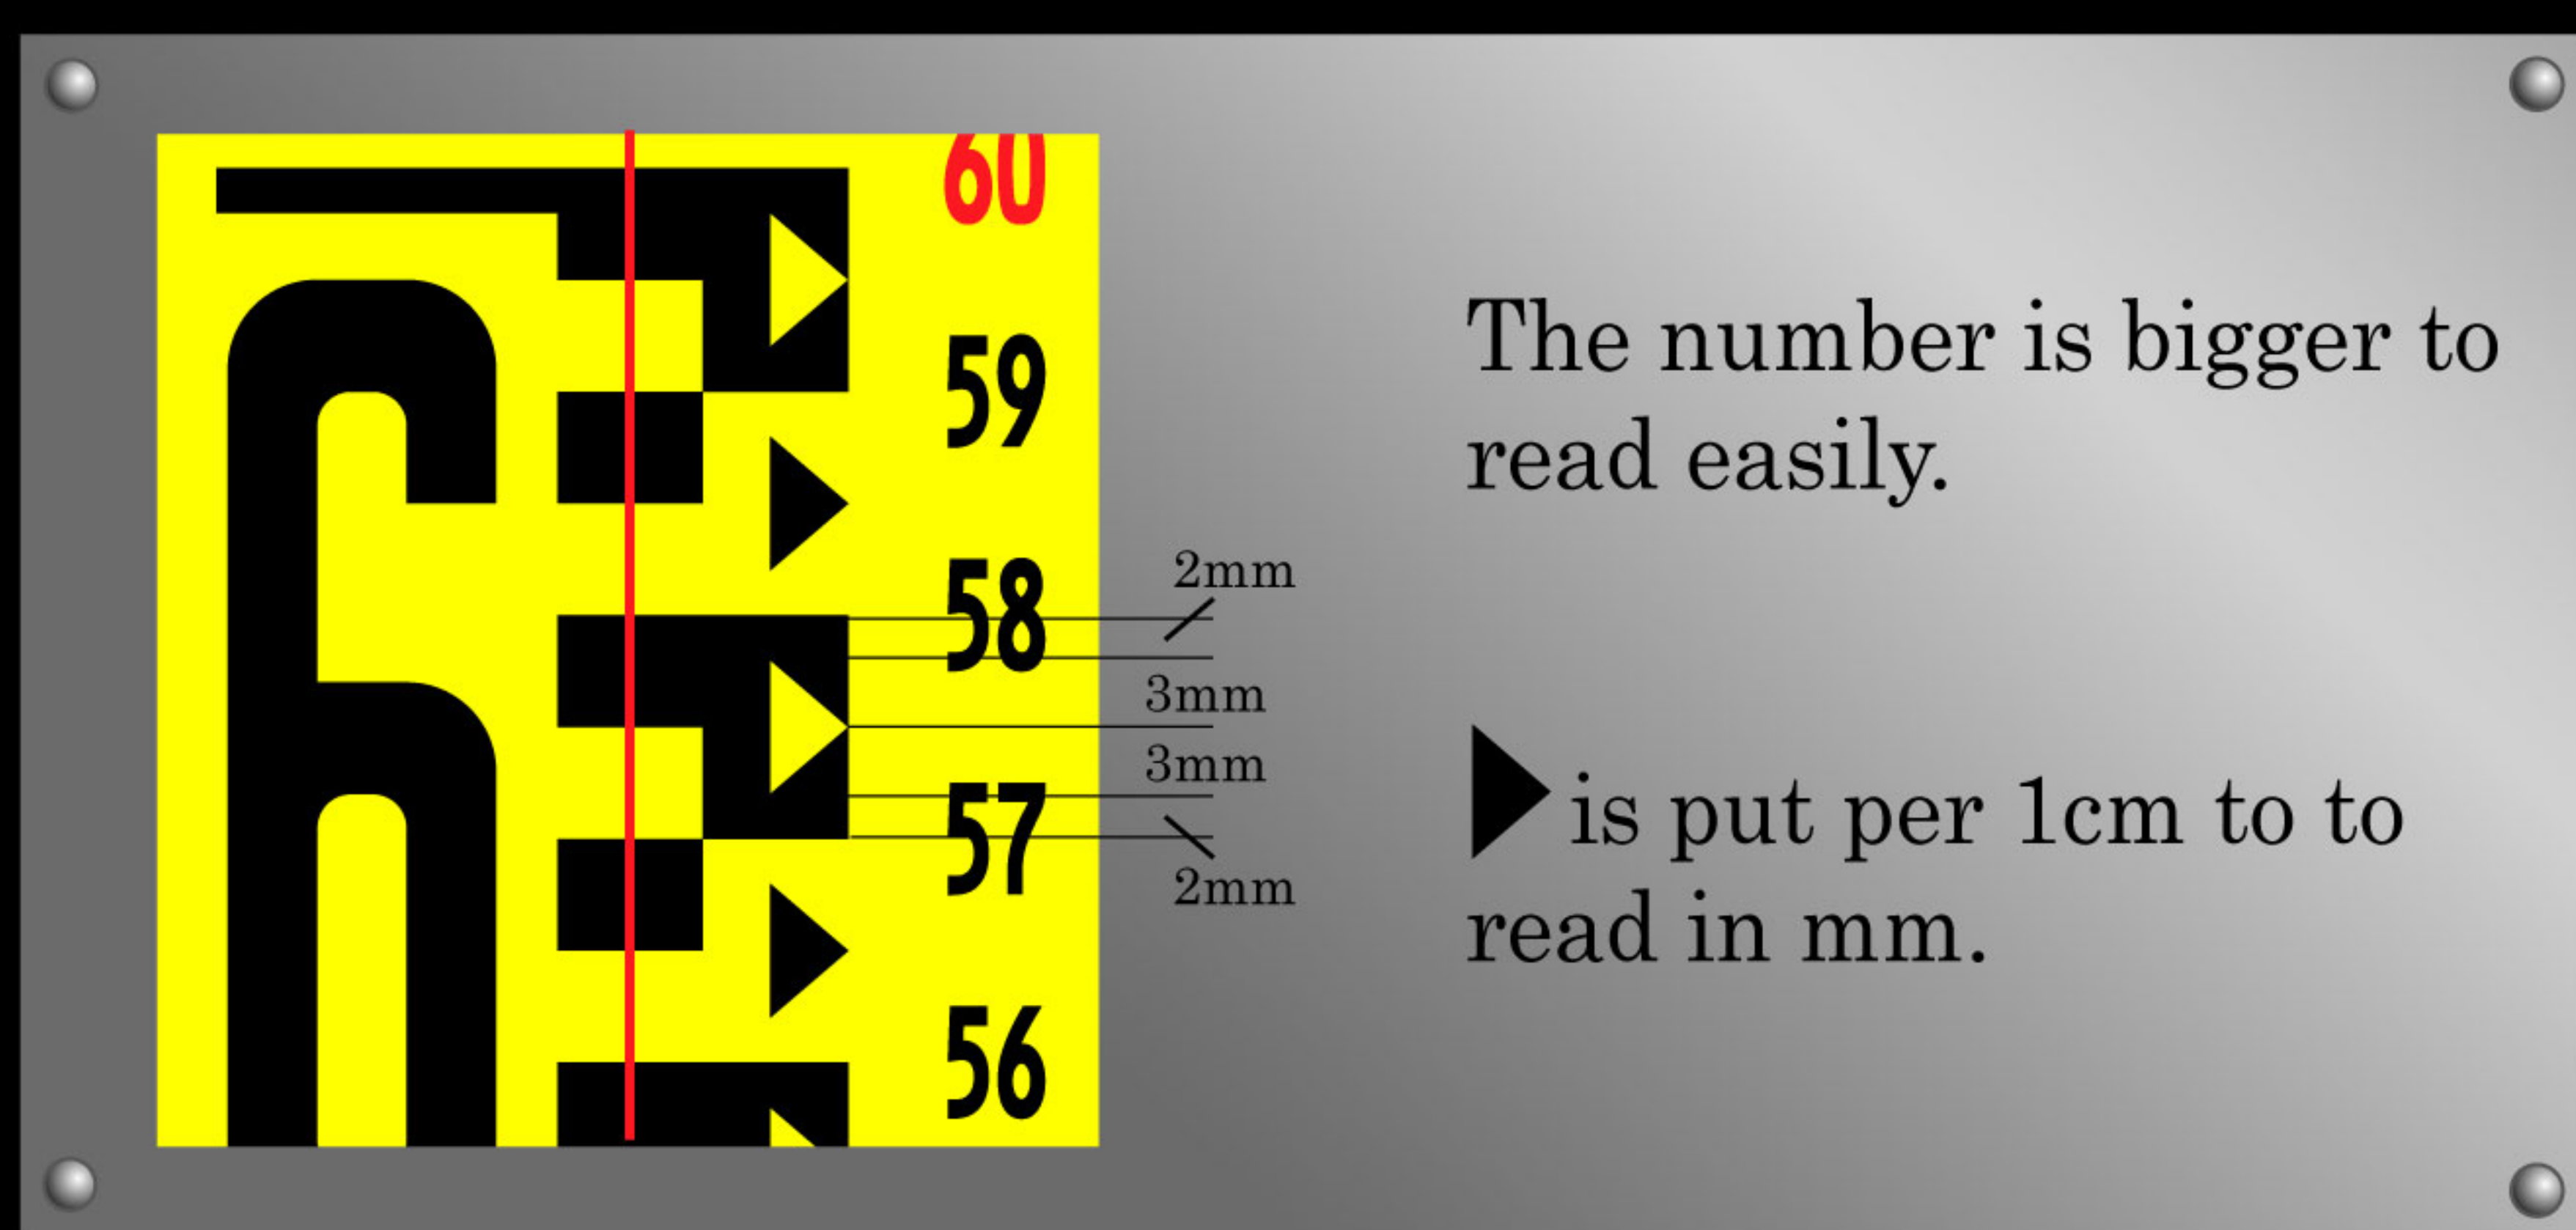 60
59
58
57
56
2mm
3mm
3mm
2mm
The number is bigger to
read easily.
is put per 1cm to to
read in mm.